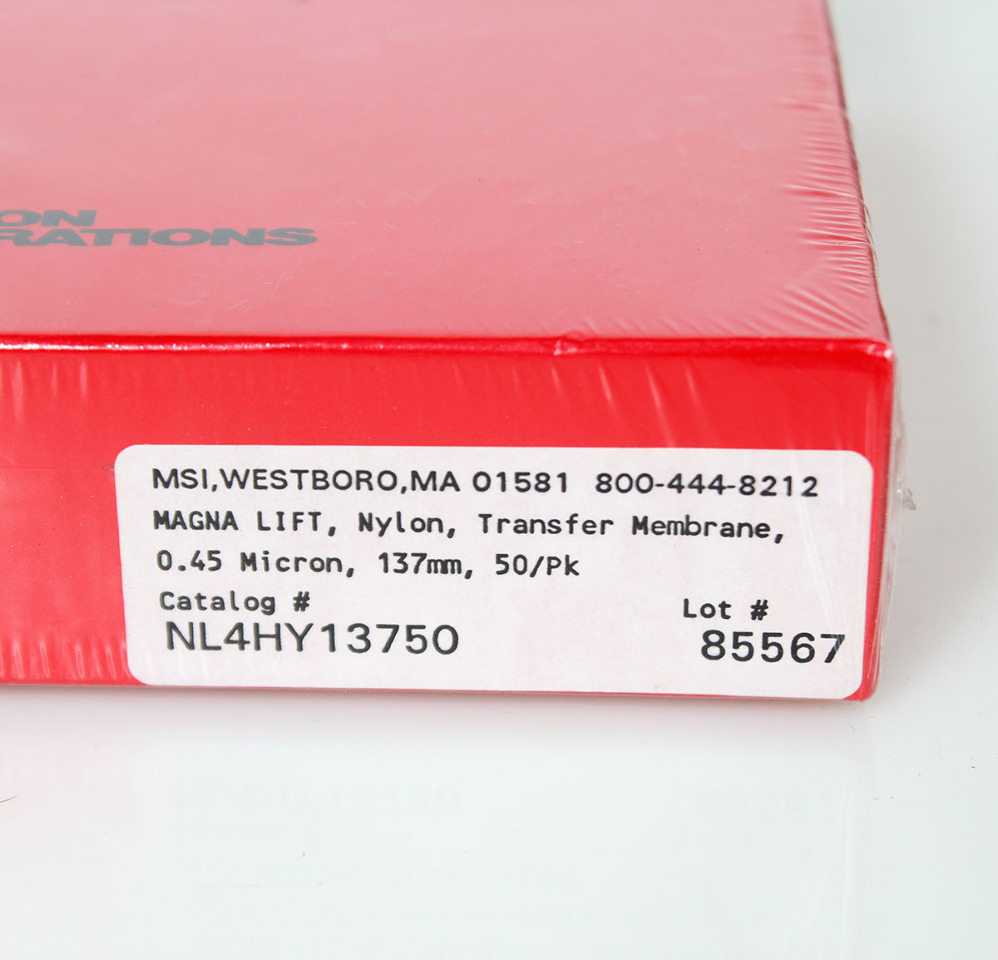 ON
RATIONS
MSI,WESTBORO,MA 01581 800-444-8212
MAGNA LIFT, Nylon, Transfer Membrane,
0.45 Micron, 137mm, 50/Pk
Catalog # Lot #
NL4HY13750 85567